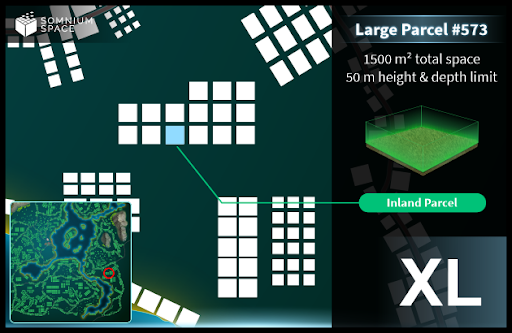 SOMNIUM
SPACE
Large Parcel #573
1500 m² total space
50 m height & depth limit
Inland Parcel
XL